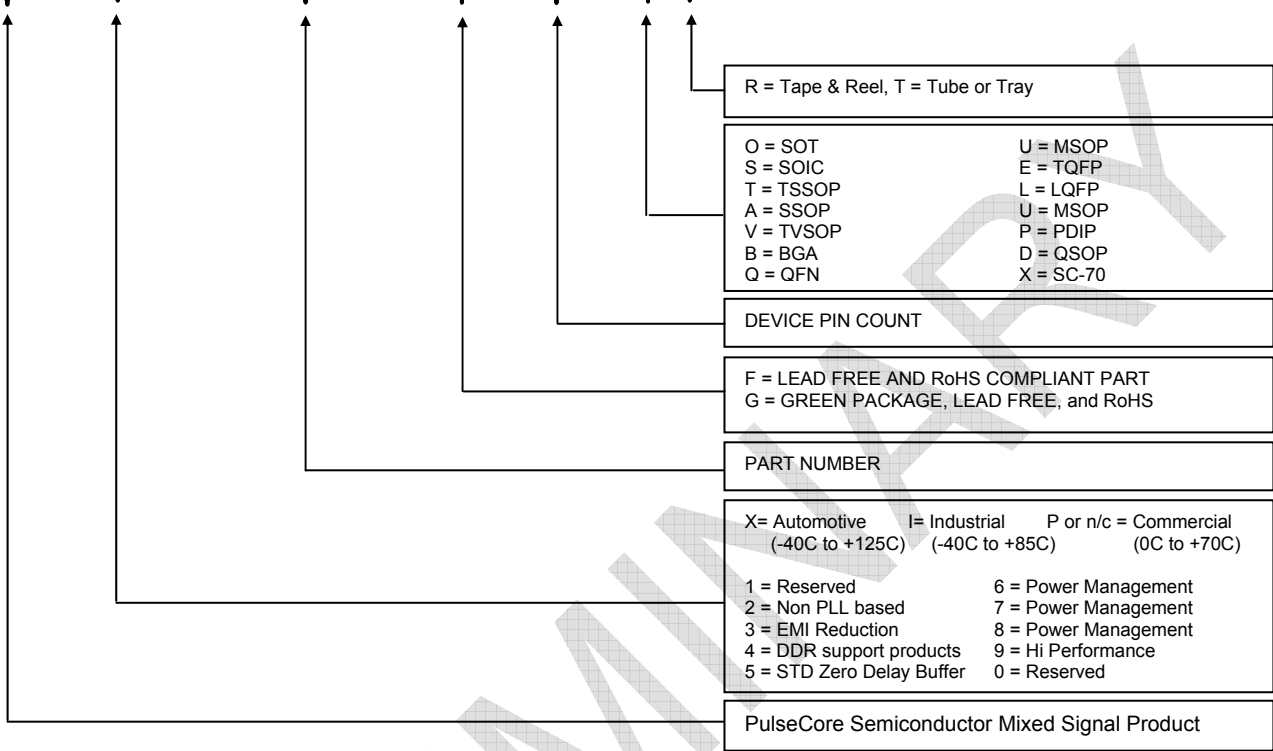 R = Tape & Reel, T = Tube or Tray
O = SOT U = MSOP
S = SOIC E = TQFP
T = TSSOP L = LQFP
A = SSOP U = MSOP
V = TVSOP P = PDIP
B = BGA D = QSOP
Q = QFN X = SC-70
DEVICE PIN COUNT
F = LEAD FREE AND RoHS COMPLIANT PART
G = GREEN PACKAGE, LEAD FREE, and RoHS
PART NUMBER
X= Automotive I= Industrial P or n/c = Commercial
(-40C to +125C) (-40C to +85C) (0C to +70C)
1 = Reserved 6 = Power Management
2 = Non PLL based 7 = Power Management
3 = EMI Reduction 8 = Power Management
4 = DDR support products 9 = Hi Performance
5 = STD Zero Delay Buffer 0 = Reserved
PulseCore Semiconductor Mixed Signal Product